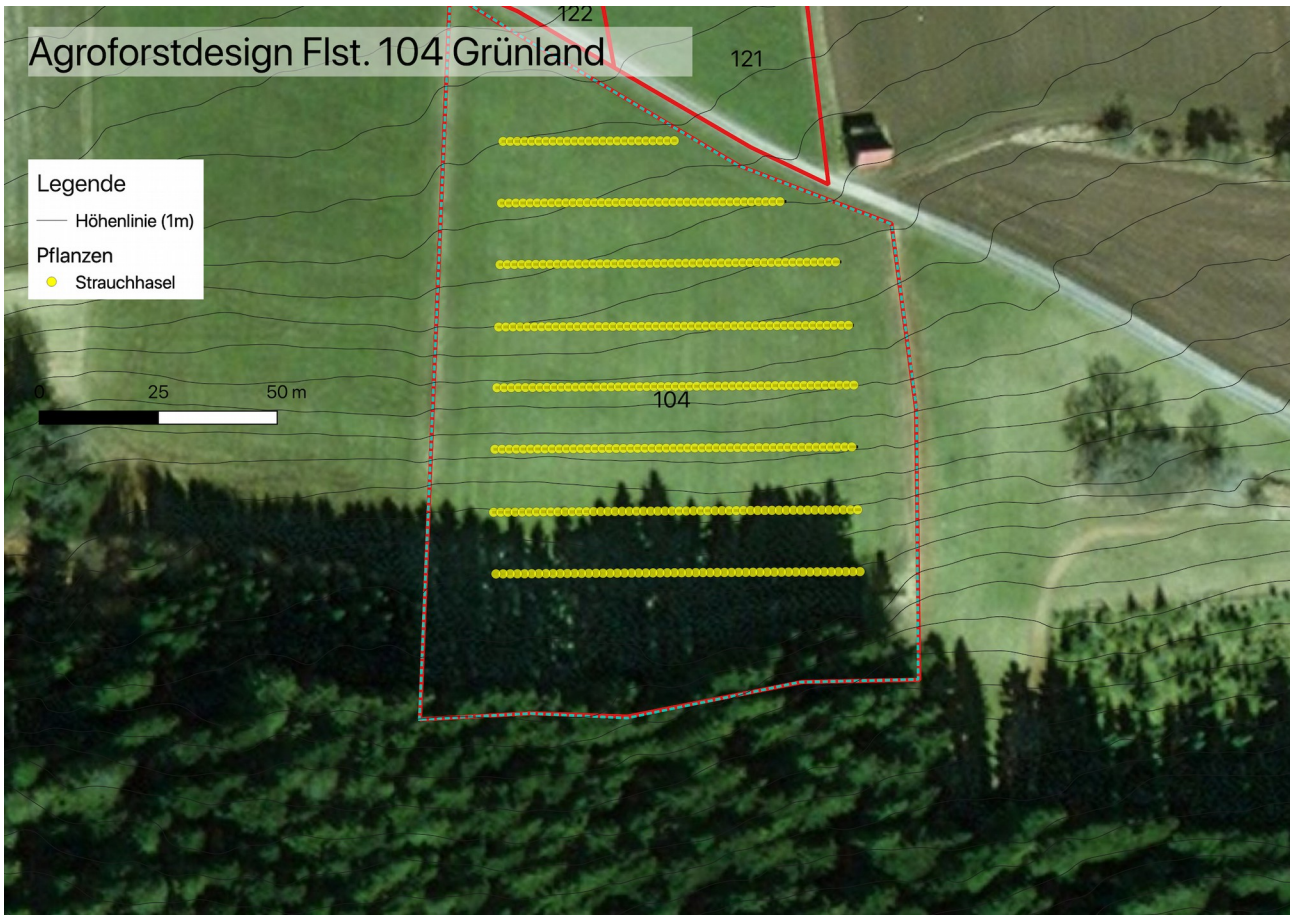 122
Agroforstdesign Flst. 104 Grünland
121
Legende
Höhenlinie (1m)
Pflanzen
Strauchhasel
0 25 50 m
104